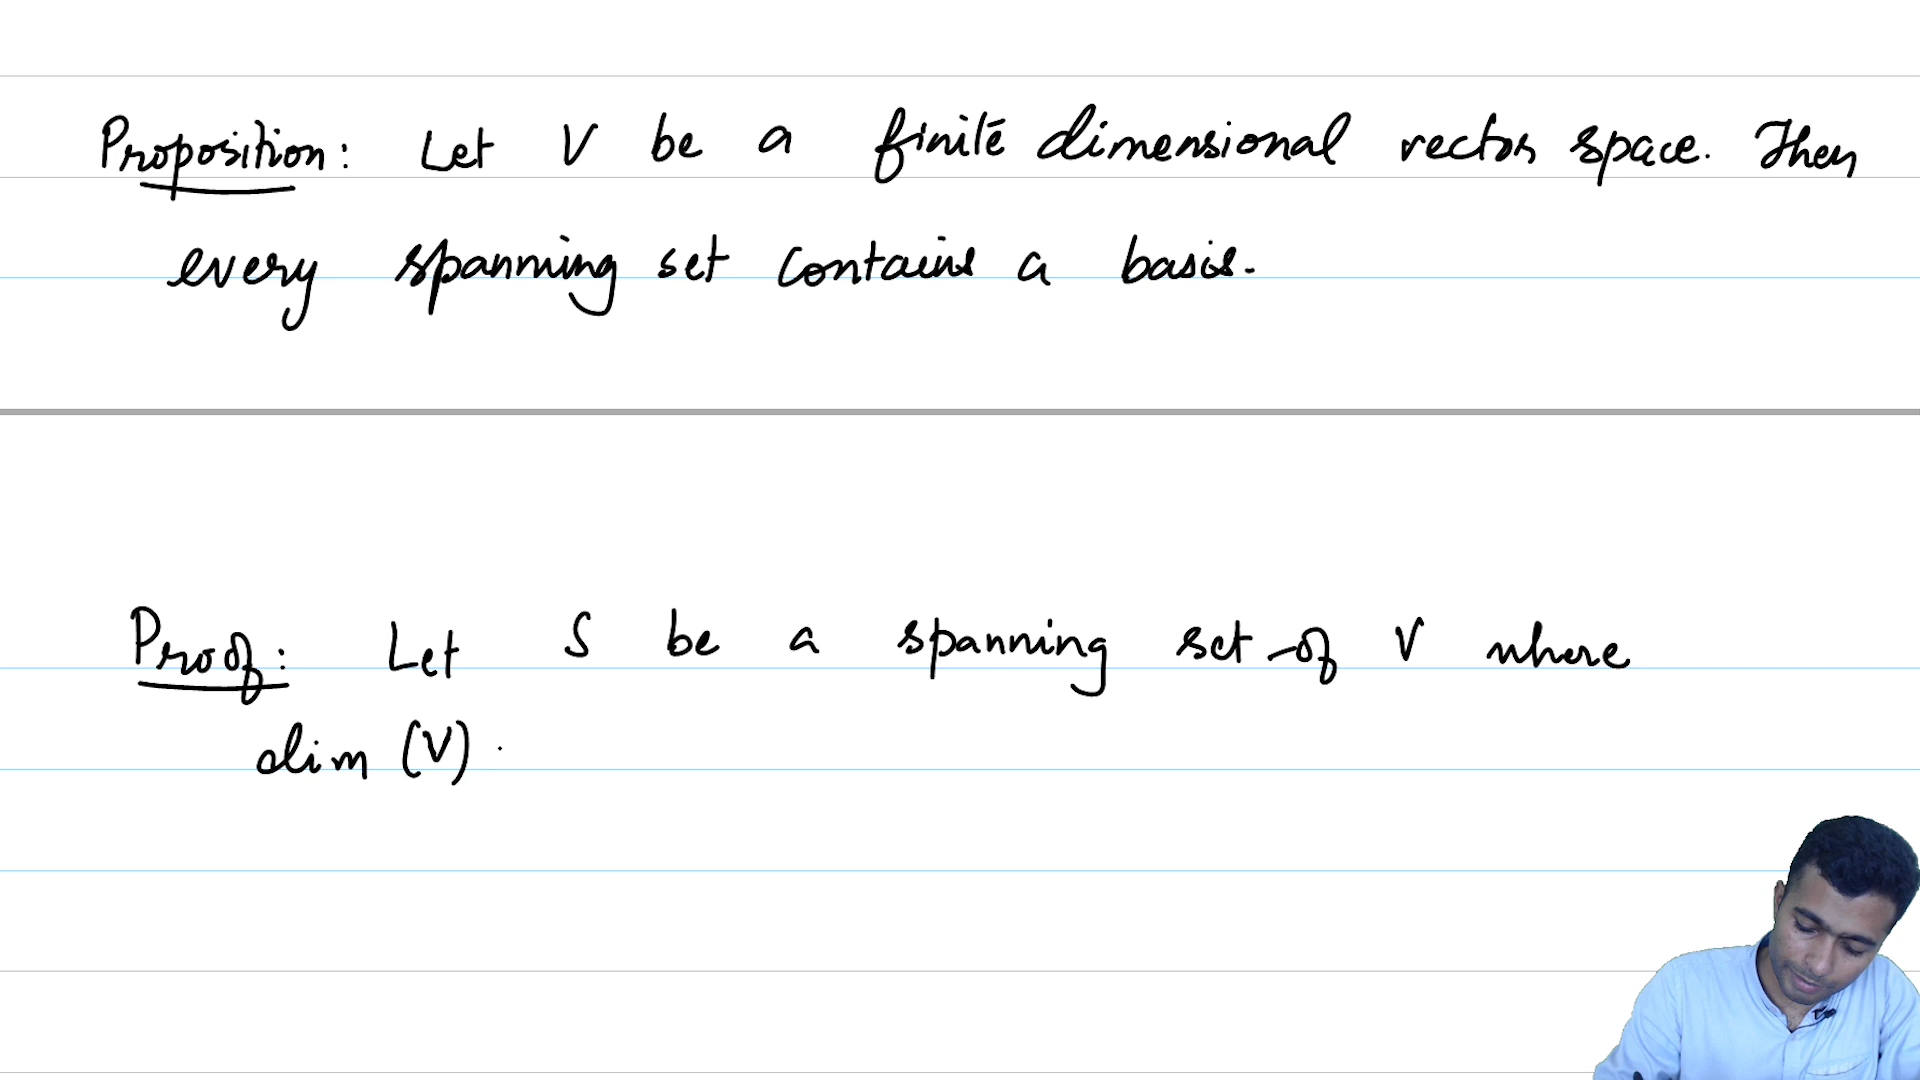 Proposition: Let V be a finite dimensional vector space. Then
every spanning set contains a basis.
Proof: Let S be a spanning set of V where
dim (V)